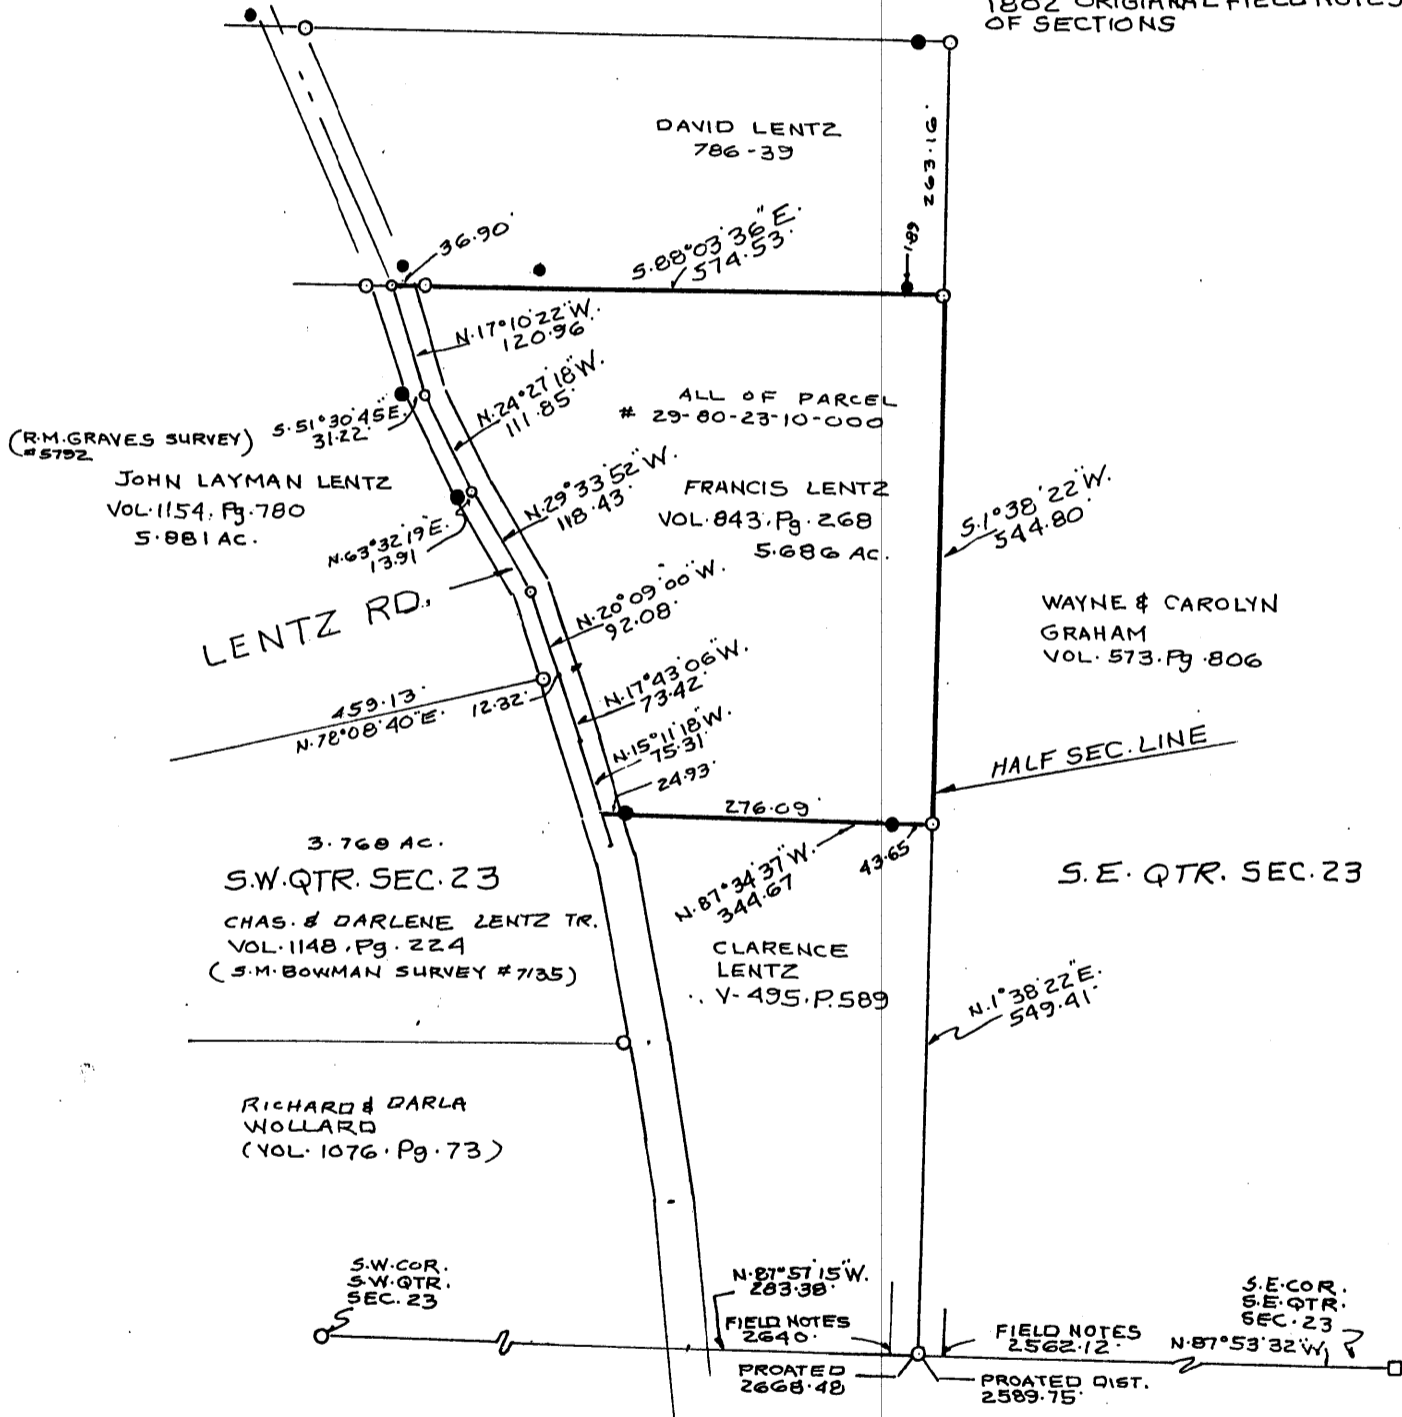 1802 ORIGIANAL FIELD NOTES
OF SECTIONS
DAVID LENTZ
786-39
263.16'
1.89
36.90'
S.88°03'36"E.
574.53'
N.17°10'22"W.
120.96'
N.24°27'18"W.
111.85'
ALL OF PARCEL
# 29-80-23-10-000
S.51°30'45"E.
31.22'
(R.M.GRAVES SURVEY)
#5792
JOHN LAYMAN LENTZ
VOL.1154, Pg.780
5.881 AC.
N.29°33'52"W.
118.43'
FRANCIS LENTZ
VOL.843, Pg.268
5.686 AC.
N.63°32'19"E.
13.91
S.1°38'22"W.
544.80'
LENTZ RD.
N.20°09'00"W.
92.08'
WAYNE & CAROLYN
GRAHAM
VOL.573.Pg.806
N.17°43'06"W.
73.42'
459.13'
N.78°08'40"E.
12.32'
N.15°11'18"W.
75.31'
24.93'
HALF SEC. LINE
276.09'
43.65'
N.87°34'37"W.
344.67
3.768 AC.
S.W.QTR. SEC.23
S.E. QTR. SEC.23
CHAS. & DARLENE LENTZ TR.
VOL.1148, Pg.224
(S.M.BOWMAN SURVEY #7135)
CLARENCE
LENTZ
V-495.P.589
N.1°38'22"E.
549.41'
RICHARD & DARLA
WOLLARD
(VOL.1076.Pg.73)
S.W.COR.
S.W.QTR.
SEC.23
N.87°57'15"W.
283.38'
FIELD NOTES
2640.'
FIELD NOTES
2562.12'
S.E.COR.
S.E.QTR.
SEC.23
N.87°53'32"W.
PROATED
2668.48
PROATED DIST.
2589.75'